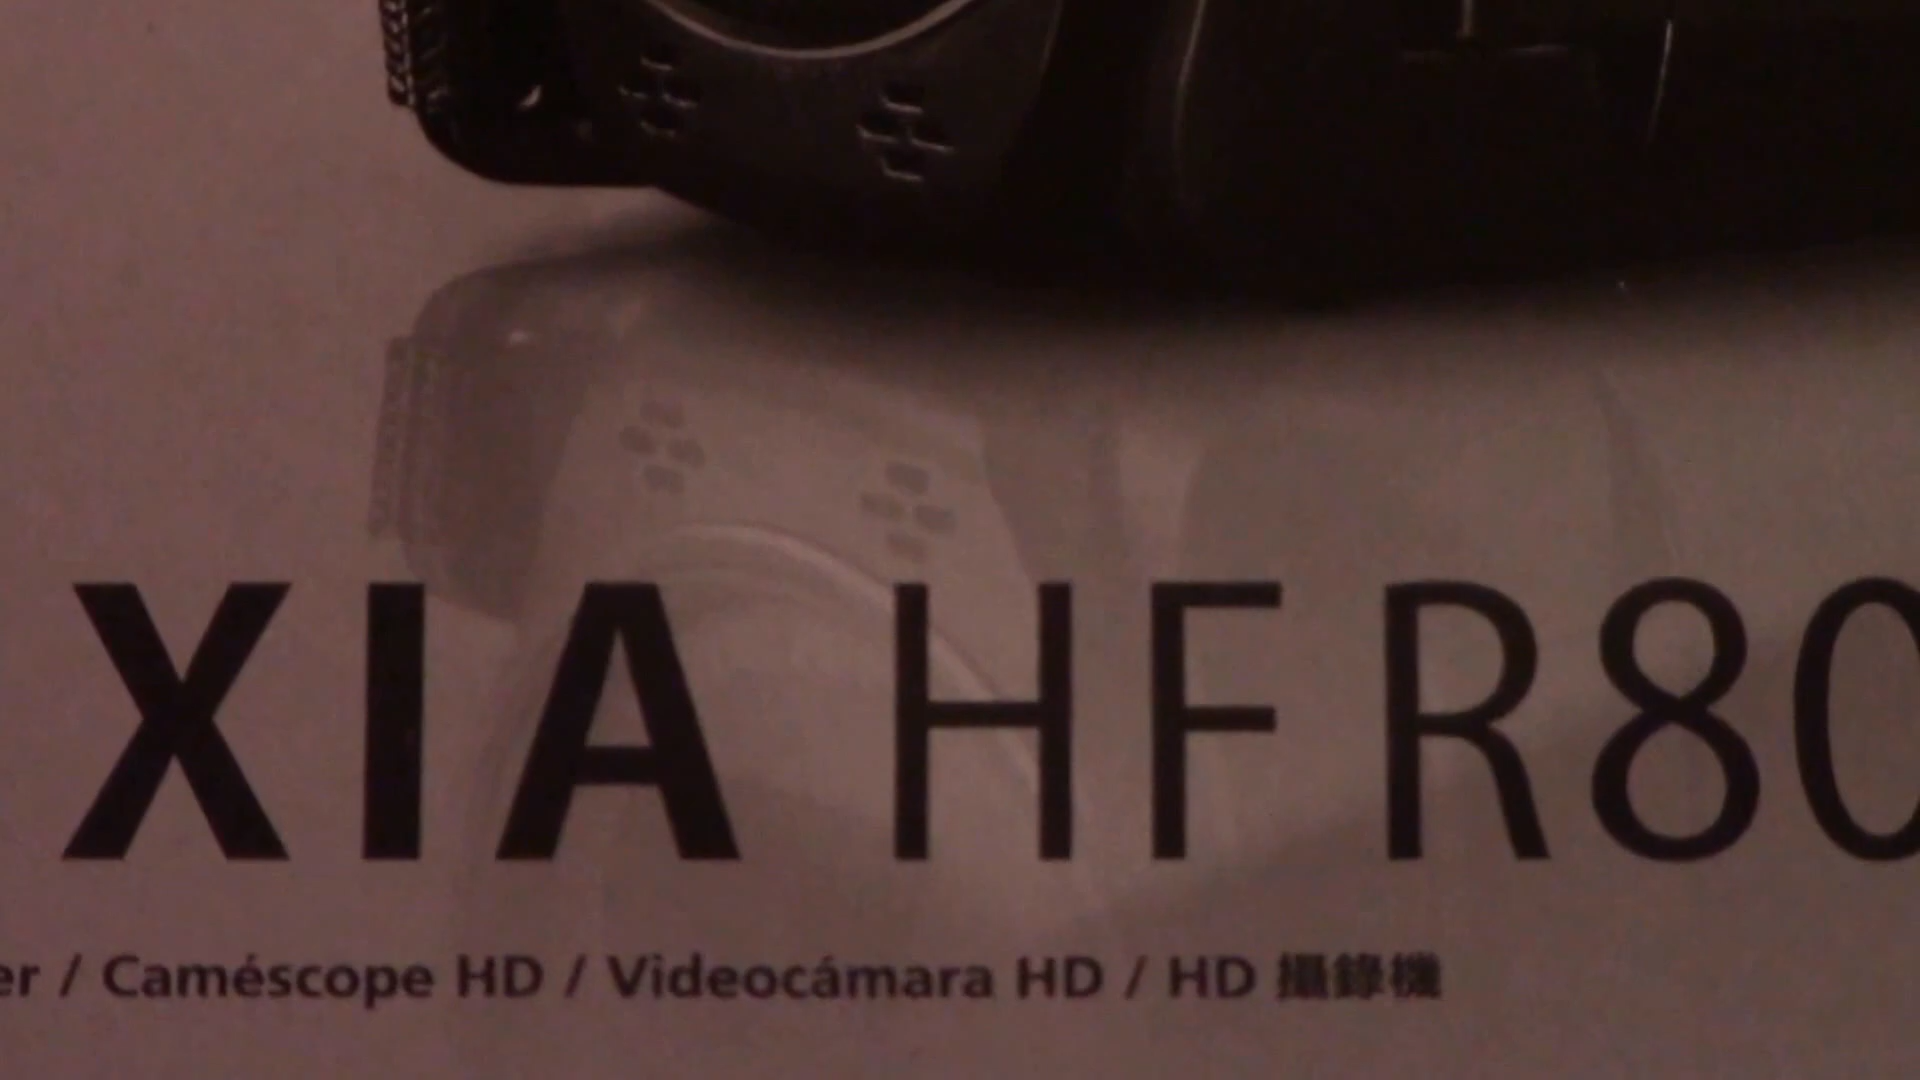 XIA HF R80
er / Caméscope HD / Videocámara HD / HD 攝錄機